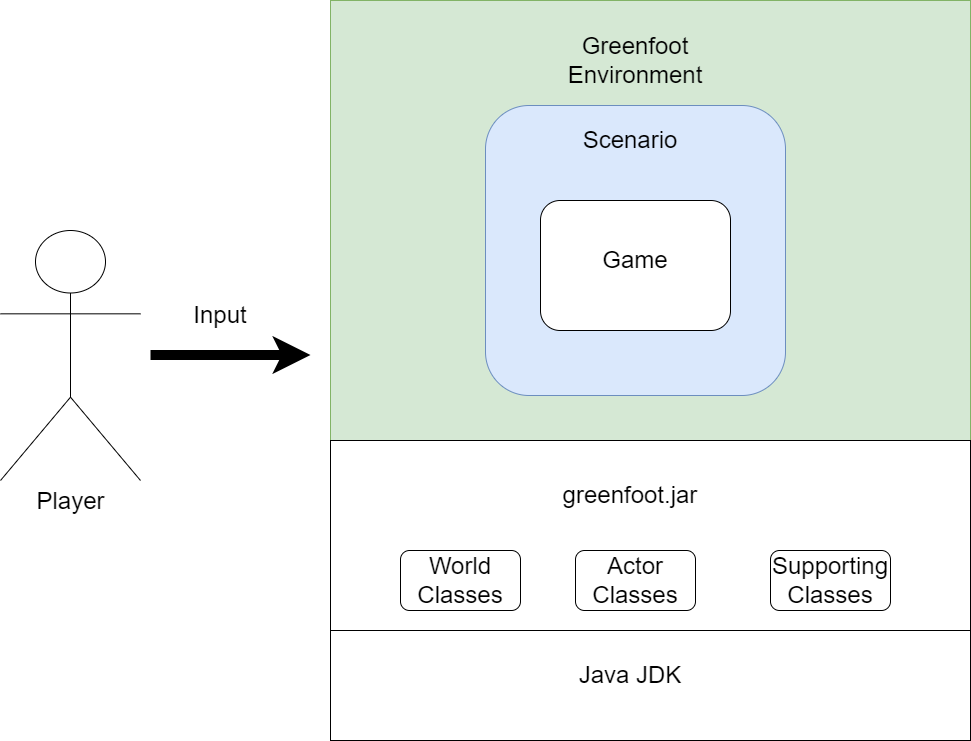 Greenfoot
Environment
Scenario
Game
Input
Player
greenfoot.jar
World
Classes
Actor
Classes
Supporting
Classes
Java JDK